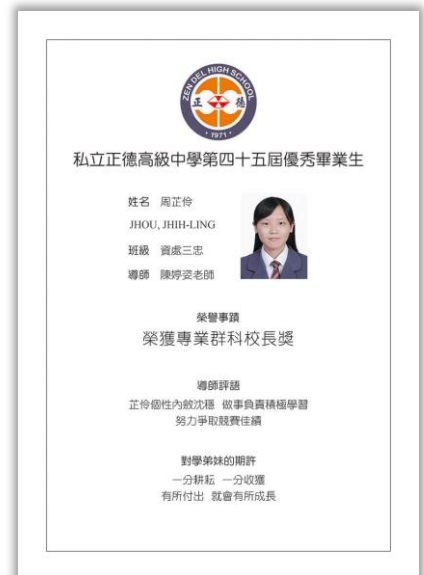 ZEN DEL HIGH SCHOOL
正 德
· 1971 ·
私立正德高級中學第四十五屆優秀畢業生
姓名 周芷伶
JHOU, JHIH-LING
班級 資處三忠
導師 陳婷姿老師
榮譽事蹟
榮獲專業群科校長獎
導師評語
芷伶個性內斂沈穩 做事負責積極學習
努力爭取競賽佳績
對學弟妹的期許
一分耕耘 一分收獲
有所付出 就會有所成長